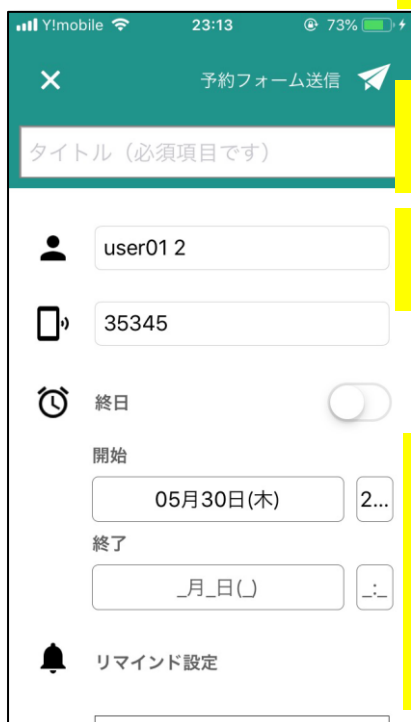 Y!mobile 23:13 73%
予約フォーム送信
タイトル（必須項目です）
user01 2
35345
終日
開始
05月30日(木) 2...
終了
_月_日(_) _:_
リマインド設定